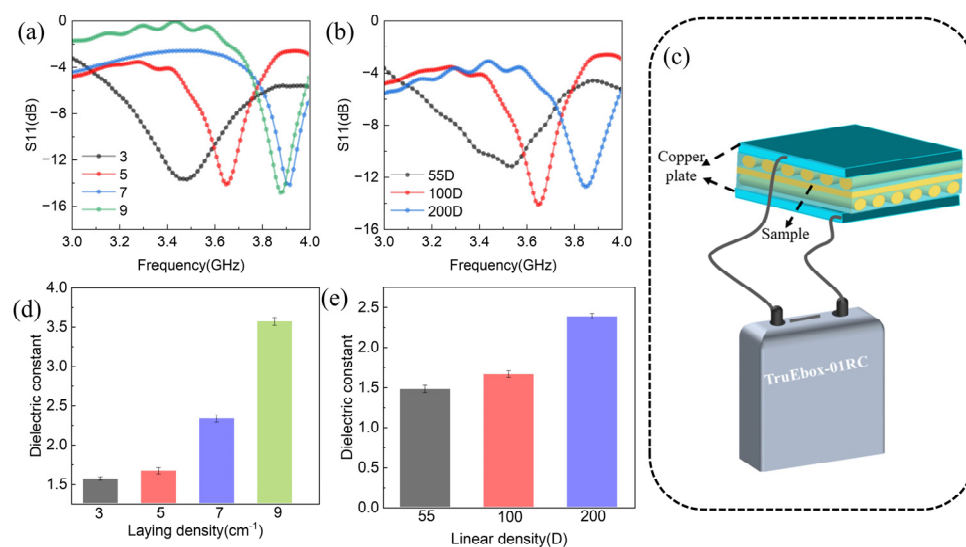 (a)
0
-4
-8
-12
-16
S11(dB)
3
5
7
9
3.0 3.2 3.4 3.6 3.8 4.0
Frequency(GHz)
(b)
0
-4
-8
-12
-16
S11(dB)
55D
100D
200D
3.0 3.2 3.4 3.6 3.8 4.0
Frequency(GHz)
(c)
Copper
plate
Sample
TruEbox-01RC
(d)
4.0
3.5
3.0
2.5
2.0
1.5
Dielectric constant
3 5 7 9
Laying density(cm⁻¹)
(e)
2.5
2.0
1.5
1.0
0.5
0.0
Dielectric constant
55 100 200
Linear density(D)